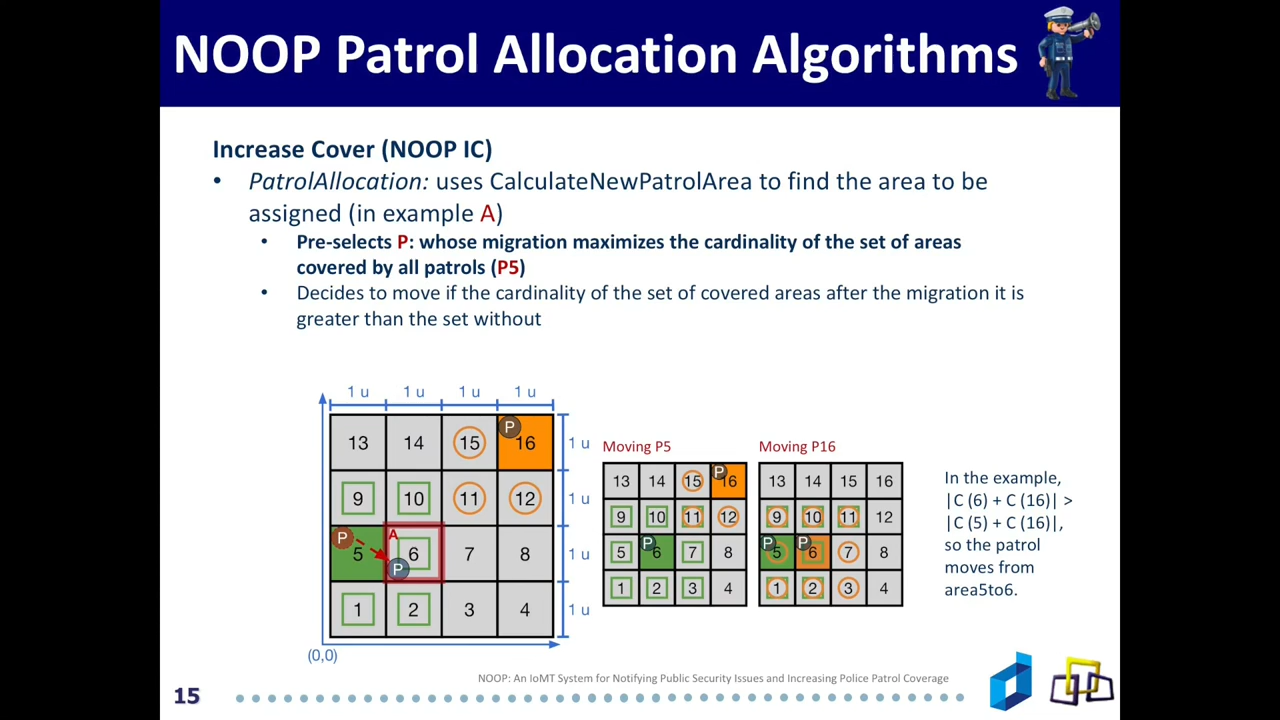 NOOP Patrol Allocation Algorithms
Increase Cover (NOOP IC)
• PatrolAllocation: uses CalculateNewPatrolArea to find the area to be
assigned (in example A)
• Pre-selects P: whose migration maximizes the cardinality of the set of areas
covered by all patrols (P5)
• Decides to move if the cardinality of the set of covered areas after the migration it is
greater than the set without
1 u 1 u 1 u 1 u
13 14 15 P 16 1 u
9 10 11 12 1 u
P 5 A P 6 7 8 1 u
1 2 3 4 1 u
(0,0)
Moving P5
13 14 15 P 16
9 10 11 12
5 P 6 7 8
1 2 3 4
Moving P16
13 14 15 16
9 10 11 12
P 5 P 6 7 8
1 2 3 4
In the example,
|C (6) + C (16)| >
|C (5) + C (16)|,
so the patrol
moves from
area5to6.
NOOP: An IoMT System for Notifying Public Security Issues and Increasing Police Patrol Coverage
15